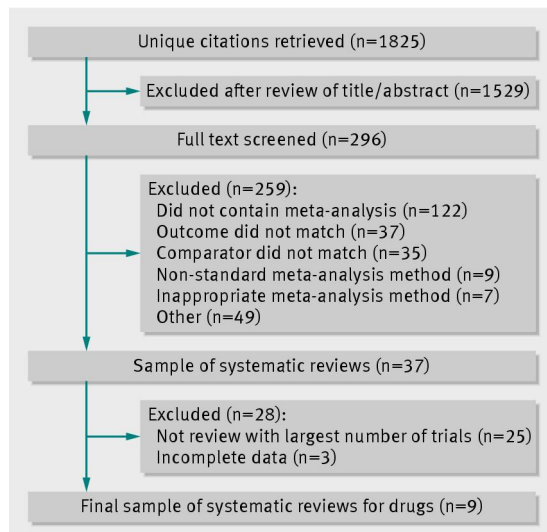 Unique citations retrieved (n=1825)
Excluded after review of title/abstract (n=1529)
Full text screened (n=296)
Excluded (n=259):
Did not contain meta-analysis (n=122)
Outcome did not match (n=37)
Comparator did not match (n=35)
Non-standard meta-analysis method (n=9)
Inappropriate meta-analysis method (n=7)
Other (n=49)
Sample of systematic reviews (n=37)
Excluded (n=28):
Not review with largest number of trials (n=25)
Incomplete data (n=3)
Final sample of systematic reviews for drugs (n=9)